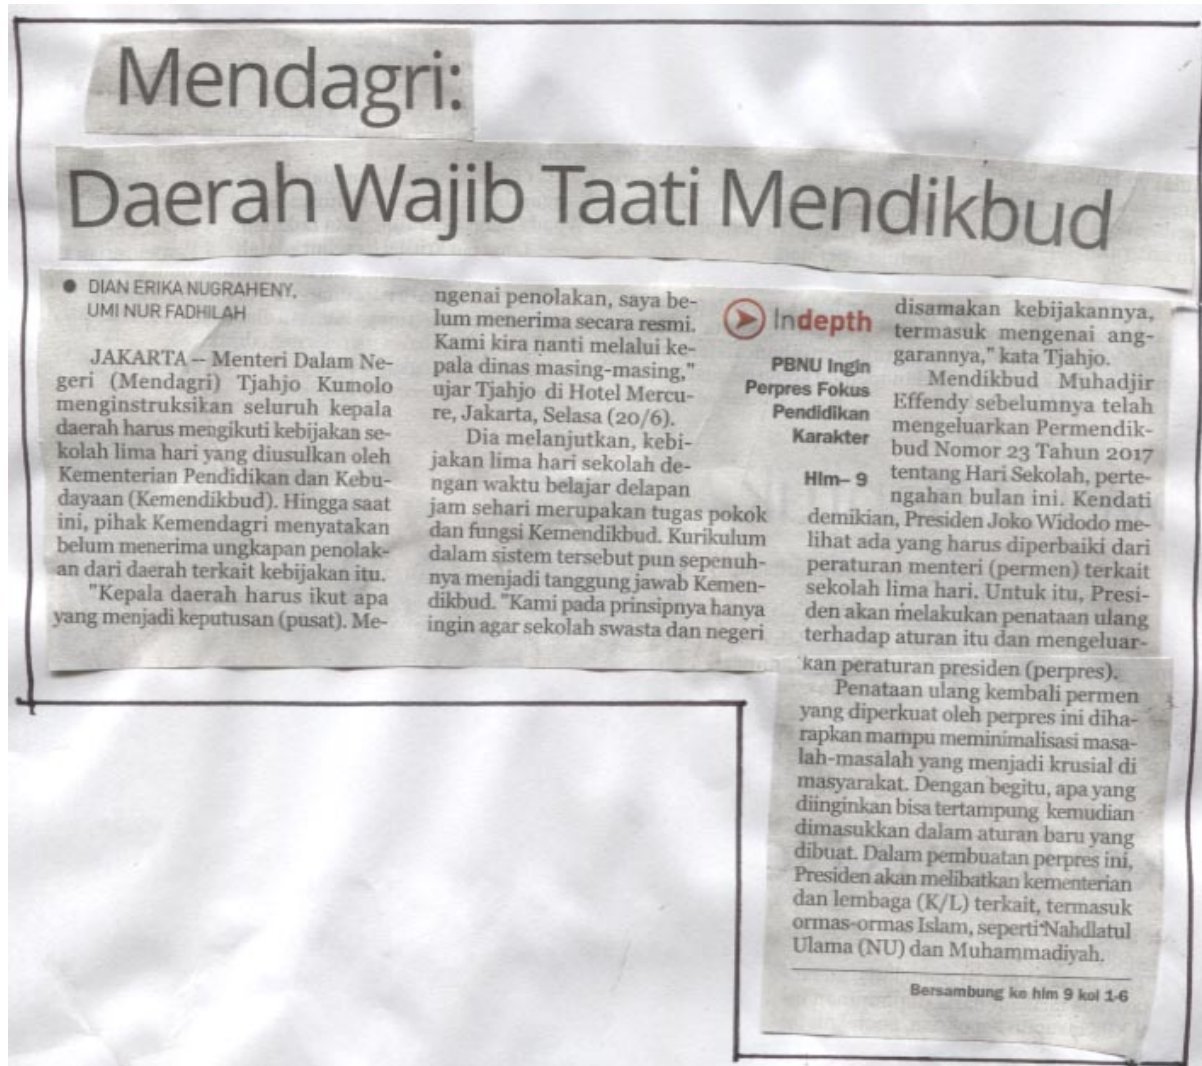 Mendagri:
Daerah Wajib Taati Mendikbud
● DIAN ERIKA NUGRAHENY,
UMI NUR FADHILAH
JAKARTA – Menteri Dalam Ne-
geri (Mendagri) Tjahjo Kumolo
menginstruksikan seluruh kepala
daerah harus mengikuti kebijakan se-
kolah lima hari yang diusulkan oleh
Kementerian Pendidikan dan Kebu-
dayaan (Kemendikbud). Hingga saat
ini, pihak Kemendagri menyatakan
belum menerima ungkapan penolak-
an dari daerah terkait kebijakan itu.
"Kepala daerah harus ikut apa
yang menjadi keputusan (pusat). Me-
ngenai penolakan, saya be-
lum menerima secara resmi.
Kami kira nanti melalui ke-
pala dinas masing-masing,"
ujar Tjahjo di Hotel Mercu-
re, Jakarta, Selasa (20/6).
Dia melanjutkan, kebi-
jakan lima hari sekolah de-
ngan waktu belajar delapan
jam sehari merupakan tugas pokok
dan fungsi Kemendikbud. Kurikulum
dalam sistem tersebut pun sepenuh-
nya menjadi tanggung jawab Kemen-
dikbud. "Kami pada prinsipnya hanya
ingin agar sekolah swasta dan negeri
Indepth
PBNU Ingin
Perpres Fokus
Pendidikan
Karakter
Hlm– 9
disamakan kebijakannya,
termasuk mengenai ang-
garannya," kata Tjahjo.
Mendikbud Muhadjir
Effendy sebelumnya telah
mengeluarkan Permendik-
bud Nomor 23 Tahun 2017
tentang Hari Sekolah, perte-
ngahan bulan ini. Kendati
demikian, Presiden Joko Widodo me-
lihat ada yang harus diperbaiki dari
peraturan menteri (permen) terkait
sekolah lima hari. Untuk itu, Presi-
den akan melakukan penataan ulang
terhadap aturan itu dan mengeluar-
kan peraturan presiden (perpres).
Penataan ulang kembali permen
yang diperkuat oleh perpres ini diha-
rapkan mampu meminimalisasi masa-
lah-masalah yang menjadi krusial di
masyarakat. Dengan begitu, apa yang
diinginkan bisa tertampung kemudian
dimasukkan dalam aturan baru yang
dibuat. Dalam pembuatan perpres ini,
Presiden akan melibatkan kementerian
dan lembaga (K/L) terkait, termasuk
ormas-ormas Islam, seperti Nahdlatul
Ulama (NU) dan Muhammadiyah.
Bersambung ke hlm 9 kol 1-6